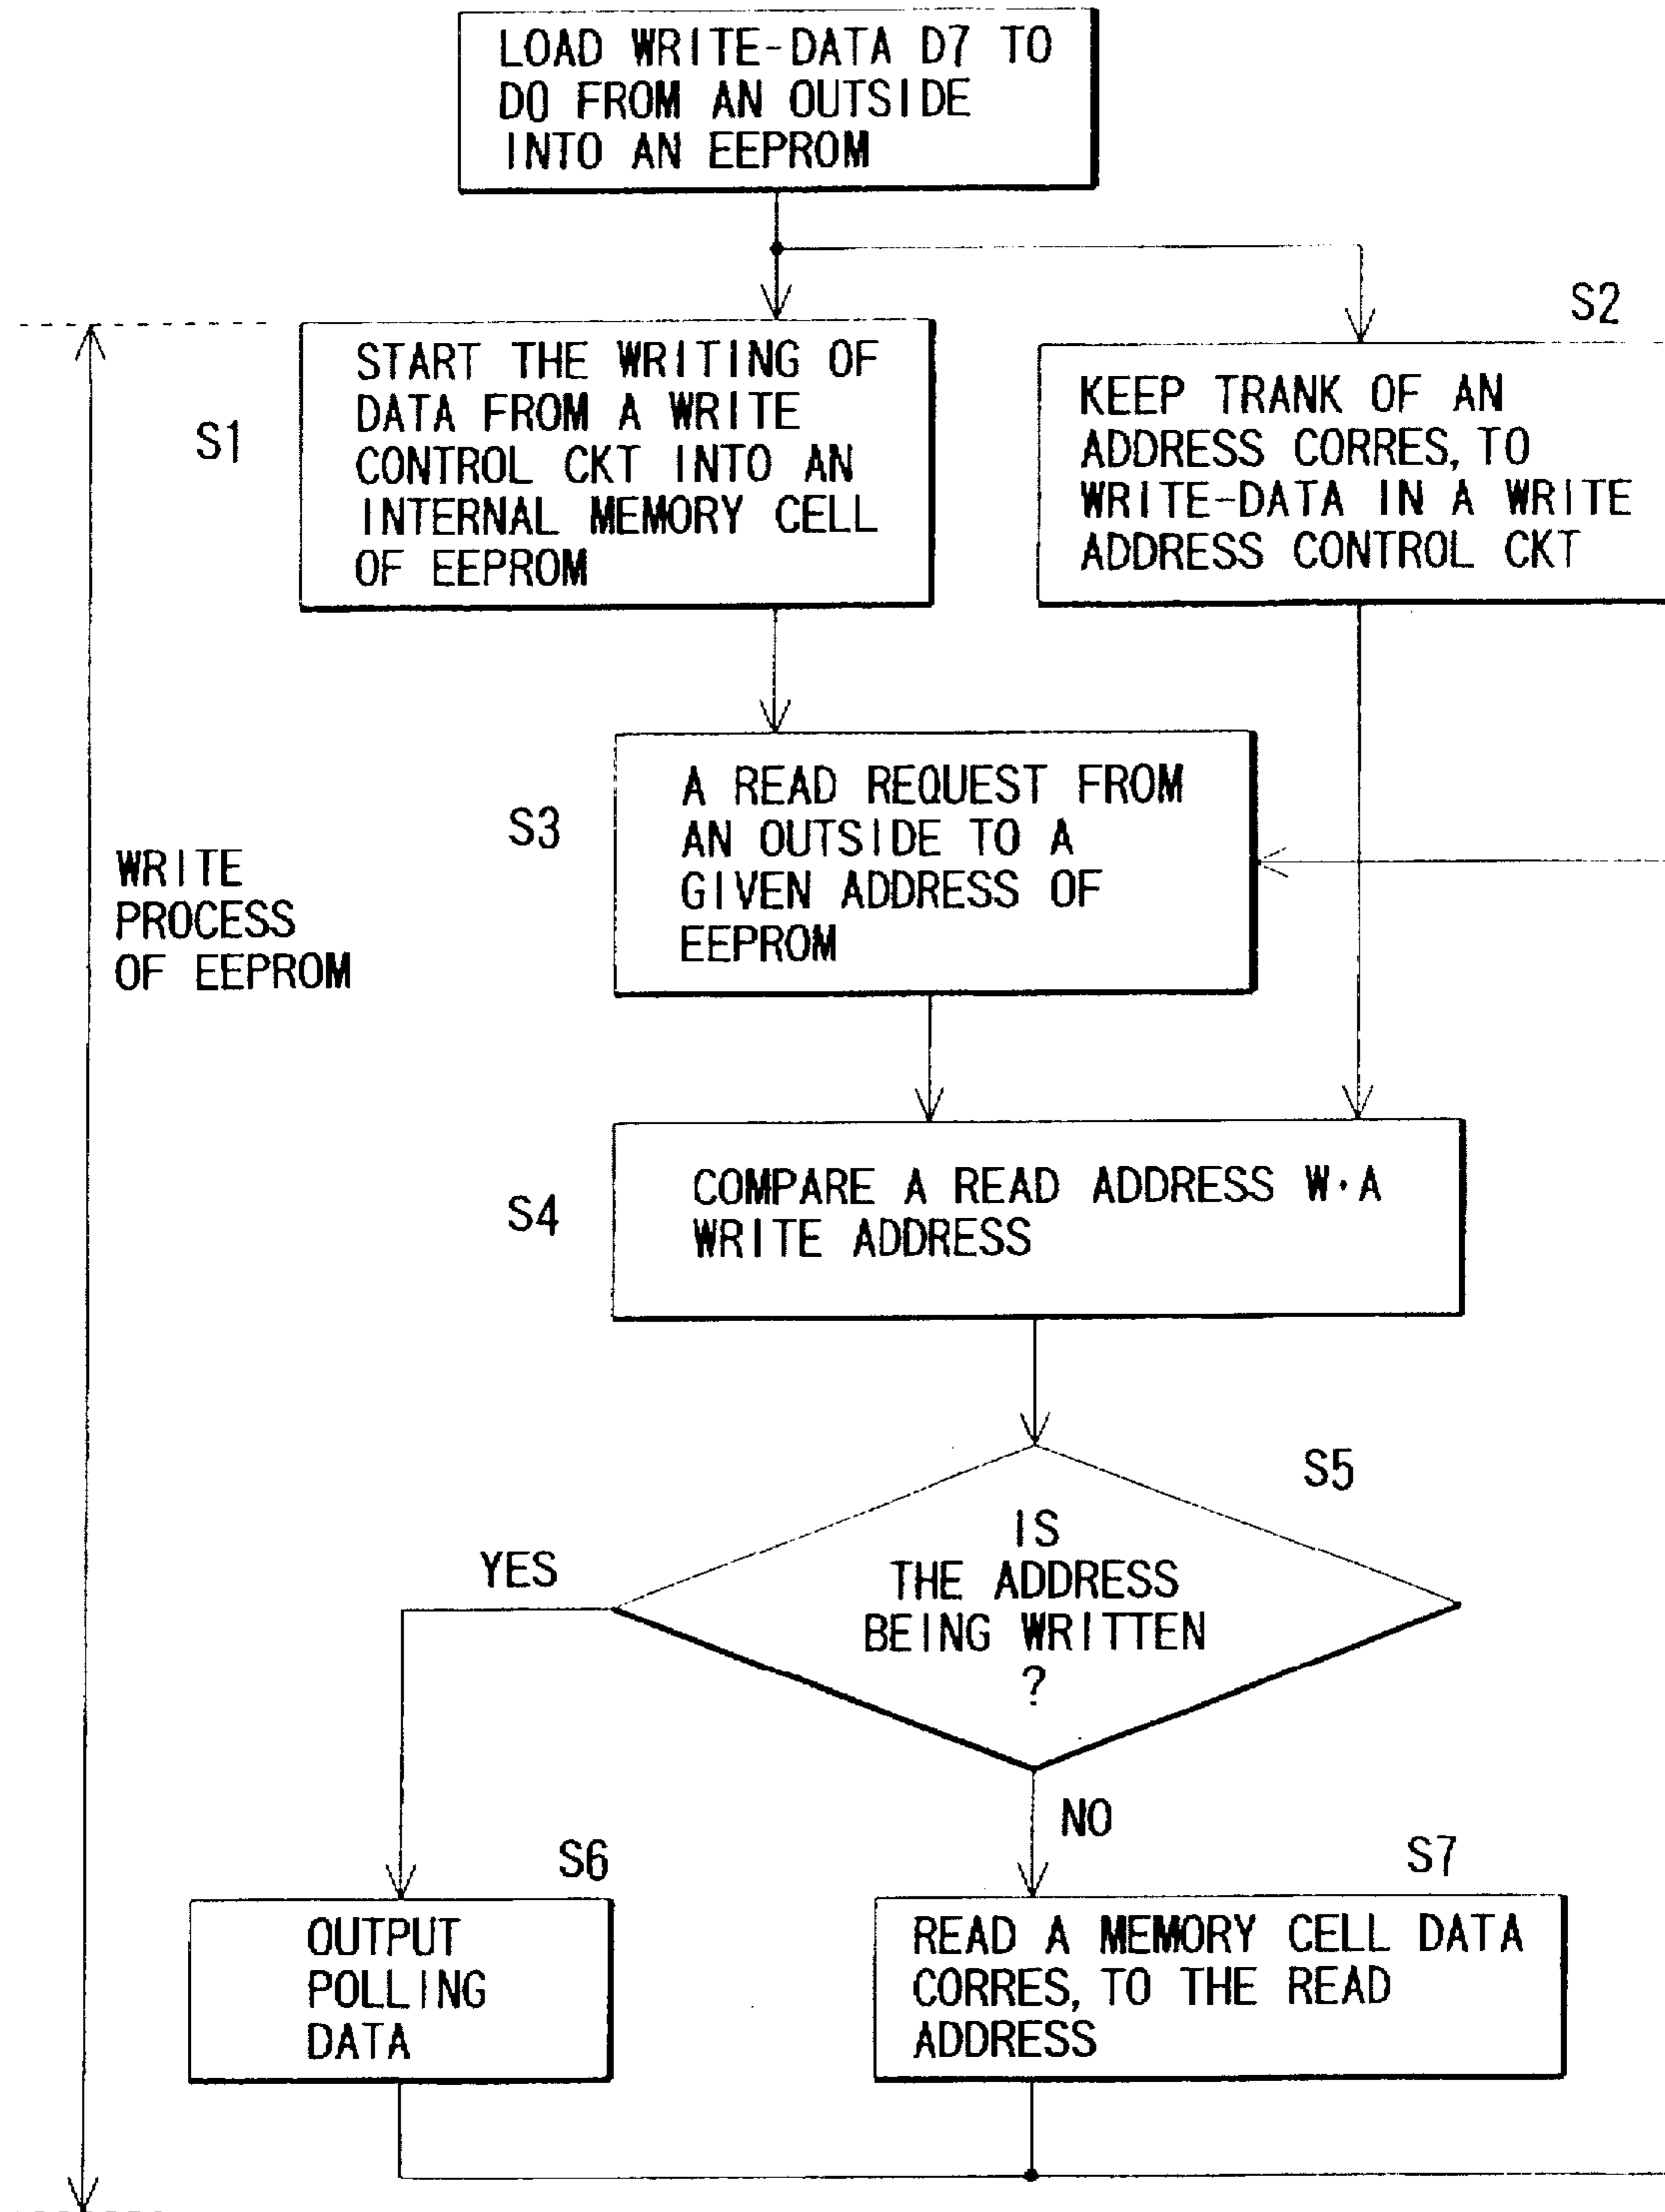 LOAD WRITE-DATA D7 TO
DO FROM AN OUTSIDE
INTO AN EEPROM
S1
START THE WRITING OF
DATA FROM A WRITE
CONTROL CKT INTO AN
INTERNAL MEMORY CELL
OF EEPROM
S2
KEEP TRANK OF AN
ADDRESS CORRES, TO
WRITE-DATA IN A WRITE
ADDRESS CONTROL CKT
WRITE
PROCESS
OF EEPROM
S3
A READ REQUEST FROM
AN OUTSIDE TO A
GIVEN ADDRESS OF
EEPROM
S4
COMPARE A READ ADDRESS W·A
WRITE ADDRESS
S5
IS
THE ADDRESS
BEING WRITTEN
?
YES
NO
S6
OUTPUT
POLLING
DATA
S7
READ A MEMORY CELL DATA
CORRES, TO THE READ
ADDRESS